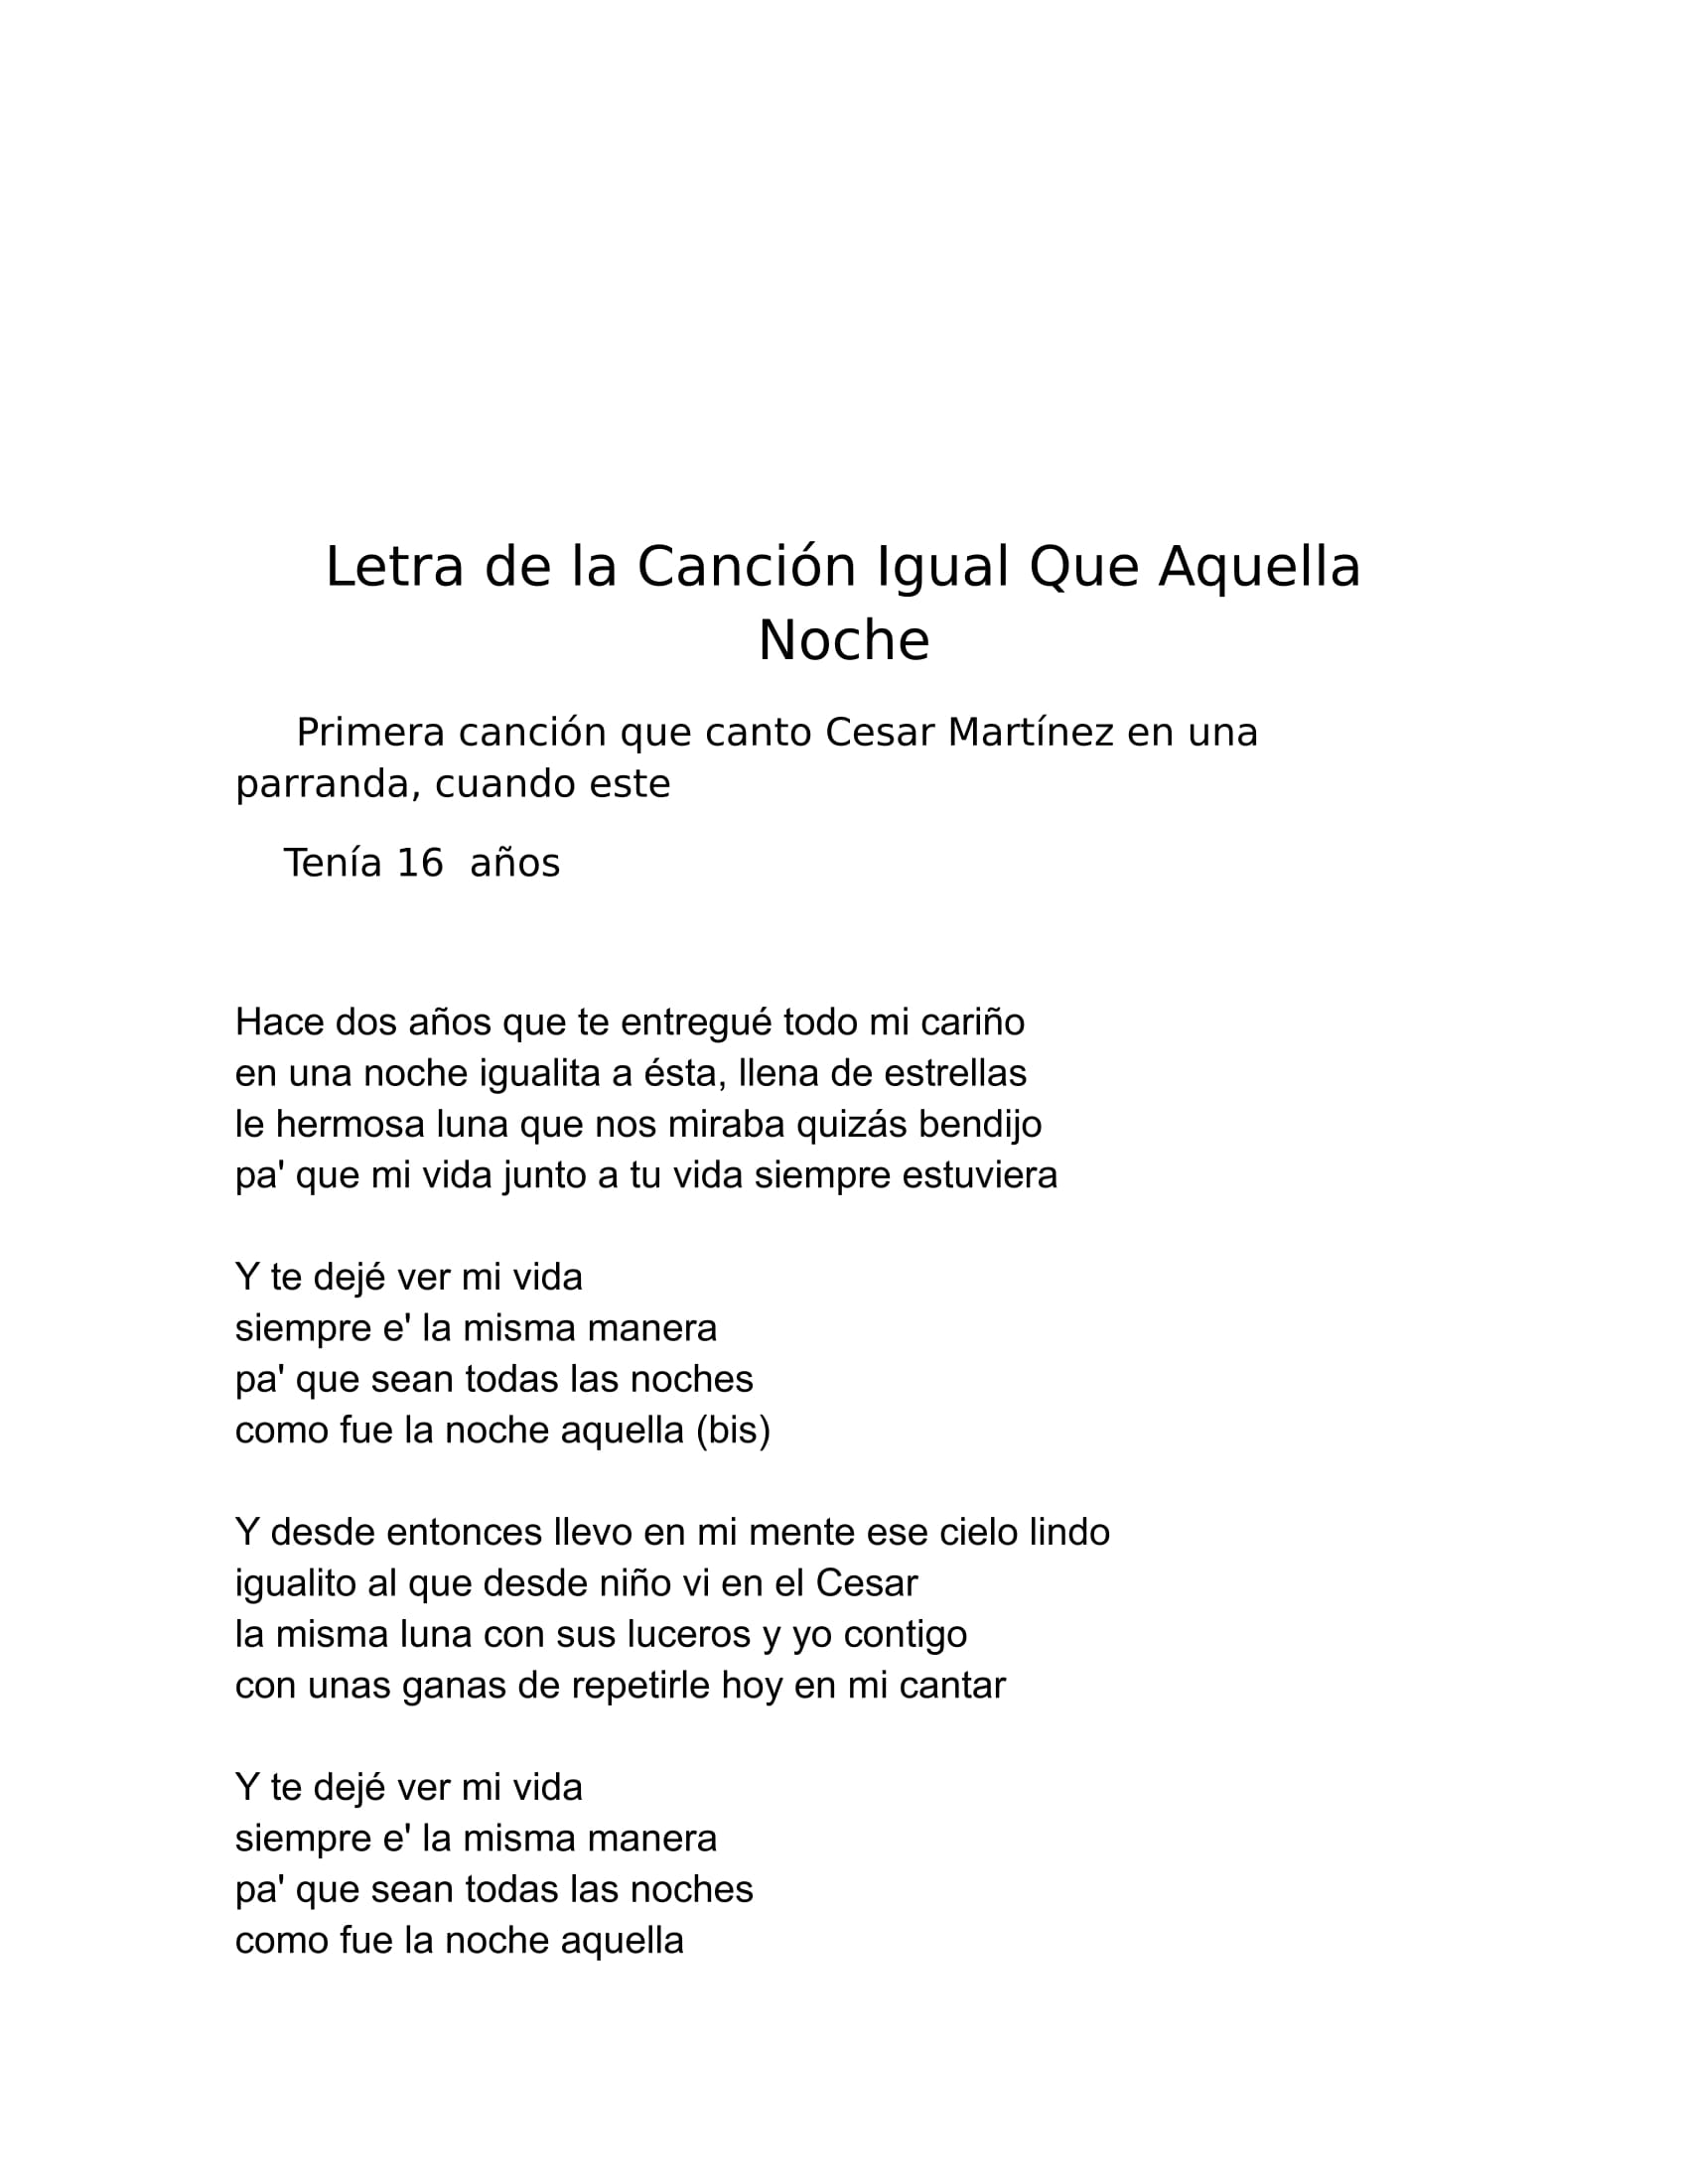 Letra de la Canción Igual Que Aquella
Noche
Primera canción que canto Cesar Martínez en una
parranda, cuando este
Tenía 16  años
Hace dos años que te entregué todo mi cariño
en una noche igualita a ésta, llena de estrellas
le hermosa luna que nos miraba quizás bendijo
pa' que mi vida junto a tu vida siempre estuviera
Y te dejé ver mi vida
siempre e' la misma manera
pa' que sean todas las noches
como fue la noche aquella (bis)
Y desde entonces llevo en mi mente ese cielo lindo
igualito al que desde niño vi en el Cesar
la misma luna con sus luceros y yo contigo
con unas ganas de repetirle hoy en mi cantar
Y te dejé ver mi vida
siempre e' la misma manera
pa' que sean todas las noches
como fue la noche aquella